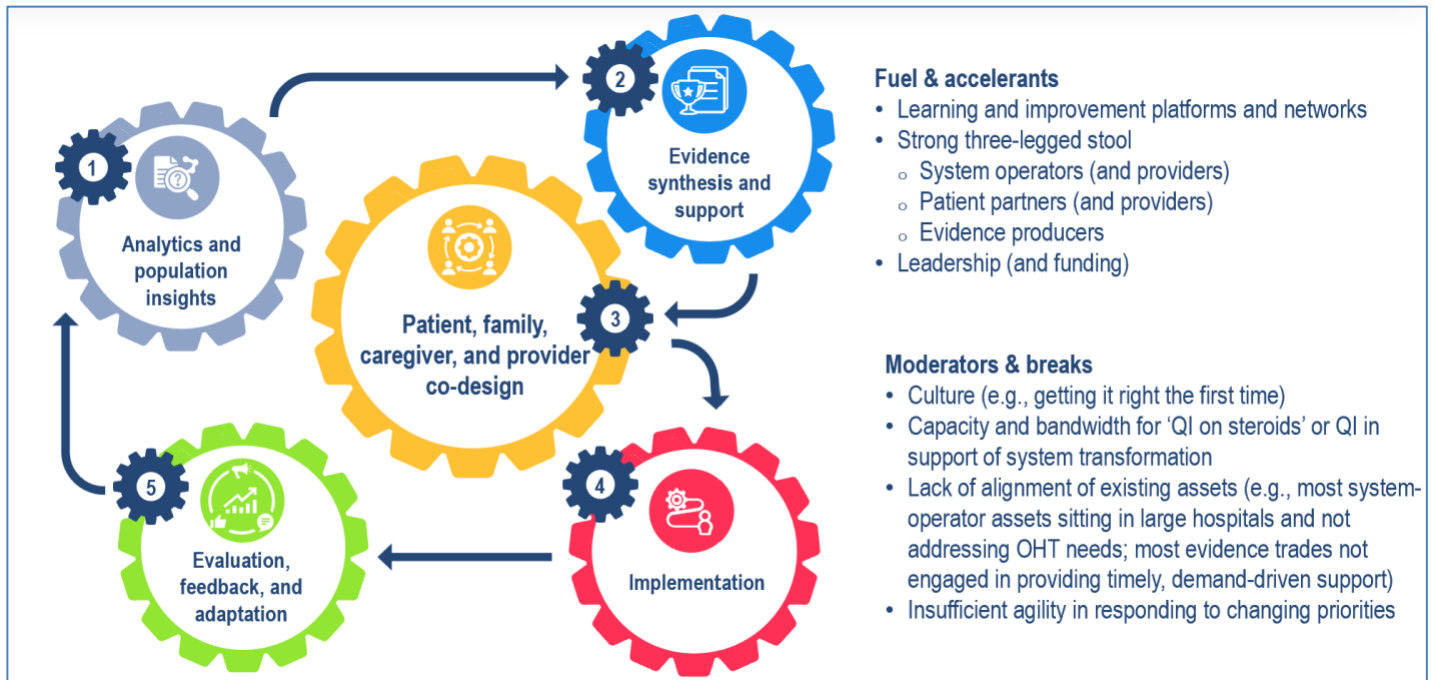 1
Analytics and
population
insights
2
Evidence
synthesis and
support
3
Patient, family,
caregiver, and provider
co-design
4
Implementation
5
Evaluation,
feedback, and
adaptation
Fuel & accelerants
• Learning and improvement platforms and networks
• Strong three-legged stool
o System operators (and providers)
o Patient partners (and providers)
o Evidence producers
• Leadership (and funding)
Moderators & breaks
• Culture (e.g., getting it right the first time)
• Capacity and bandwidth for ‘QI on steroids’ or QI in
support of system transformation
• Lack of alignment of existing assets (e.g., most system-
operator assets sitting in large hospitals and not
addressing OHT needs; most evidence trades not
engaged in providing timely, demand-driven support)
• Insufficient agility in responding to changing priorities